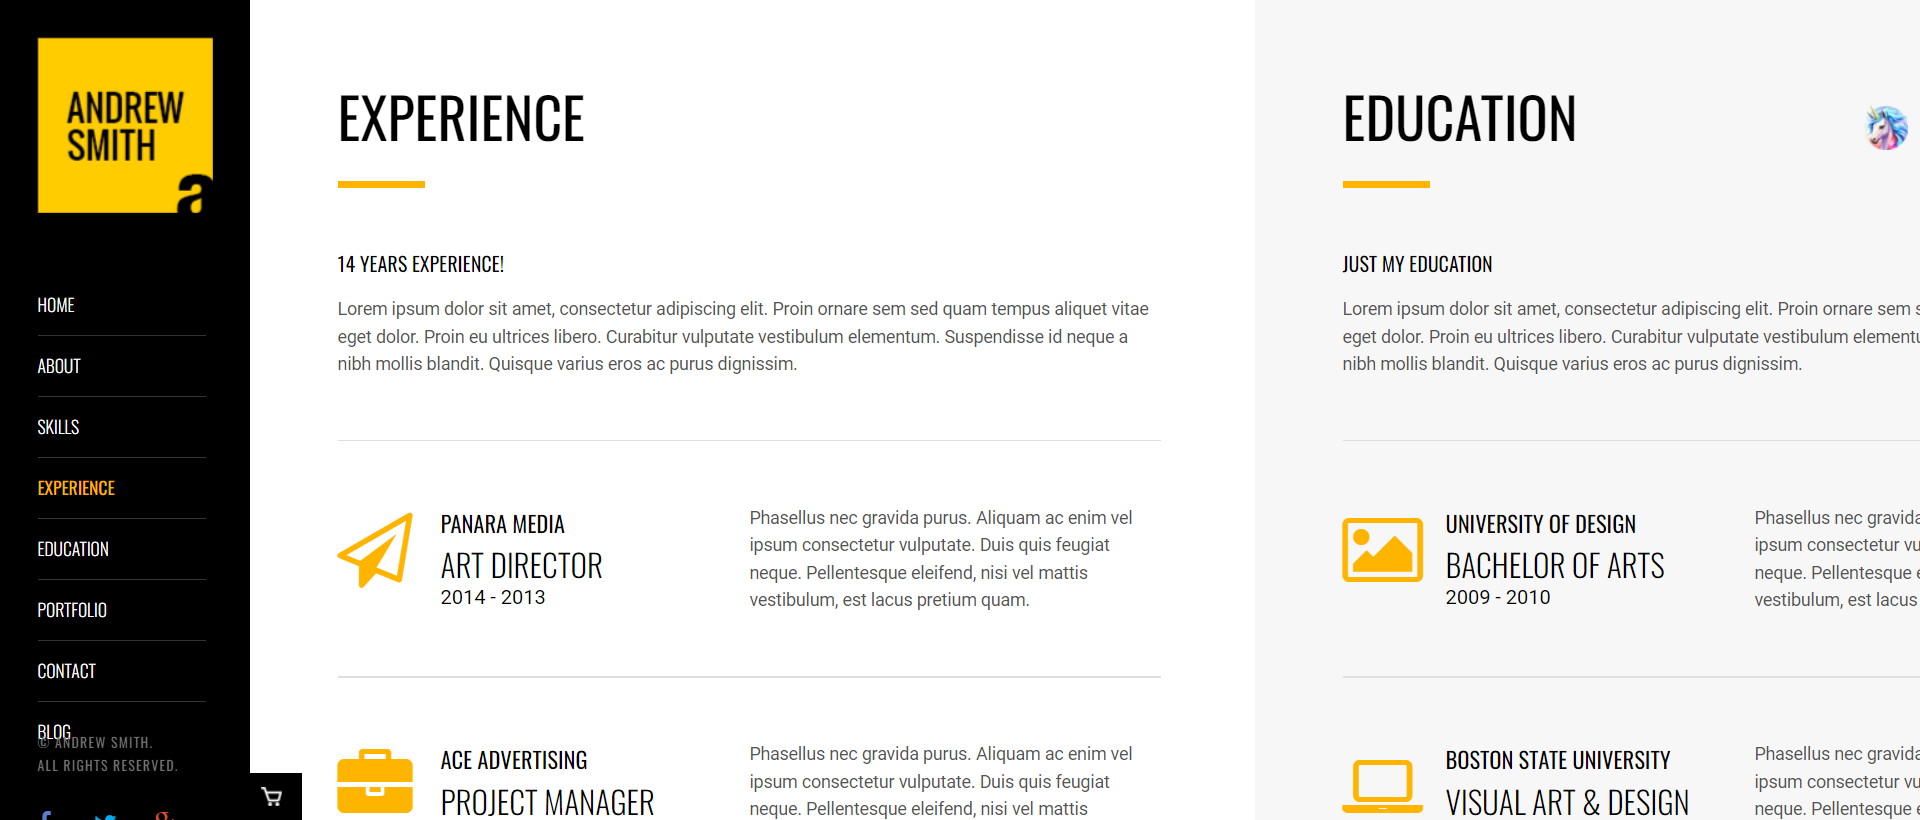 ANDREW
SMITH
a
HOME
ABOUT
SKILLS
EXPERIENCE
EDUCATION
PORTFOLIO
CONTACT
BLOG
© ANDREW SMITH.
ALL RIGHTS RESERVED.
EXPERIENCE
14 YEARS EXPERIENCE!
Lorem ipsum dolor sit amet, consectetur adipiscing elit. Proin ornare sem sed quam tempus aliquet vitae
eget dolor. Proin eu ultrices libero. Curabitur vulputate vestibulum elementum. Suspendisse id neque a
nibh mollis blandit. Quisque varius eros ac purus dignissim.
PANARA MEDIA
ART DIRECTOR
2014 - 2013
Phasellus nec gravida purus. Aliquam ac enim vel
ipsum consectetur vulputate. Duis quis feugiat
neque. Pellentesque eleifend, nisi vel mattis
vestibulum, est lacus pretium quam.
ACE ADVERTISING
PROJECT MANAGER
Phasellus nec gravida purus. Aliquam ac enim vel
ipsum consectetur vulputate. Duis quis feugiat
neque. Pellentesque eleifend, nisi vel mattis
EDUCATION
JUST MY EDUCATION
Lorem ipsum dolor sit amet, consectetur adipiscing elit. Proin ornare sem
eget dolor. Proin eu ultrices libero. Curabitur vulputate vestibulum
nibh mollis blandit. Quisque varius eros ac purus dignissim.
UNIVERSITY OF DESIGN
BACHELOR OF ARTS
2009 - 2010
Phasellus nec gravida
ipsum consectetur
neque. Pellentesque
vestibulum, est lacus
BOSTON STATE UNIVERSITY
VISUAL ART & DESIGN
Phasellus nec gravida
ipsum consectetur
neque. Pellentesque